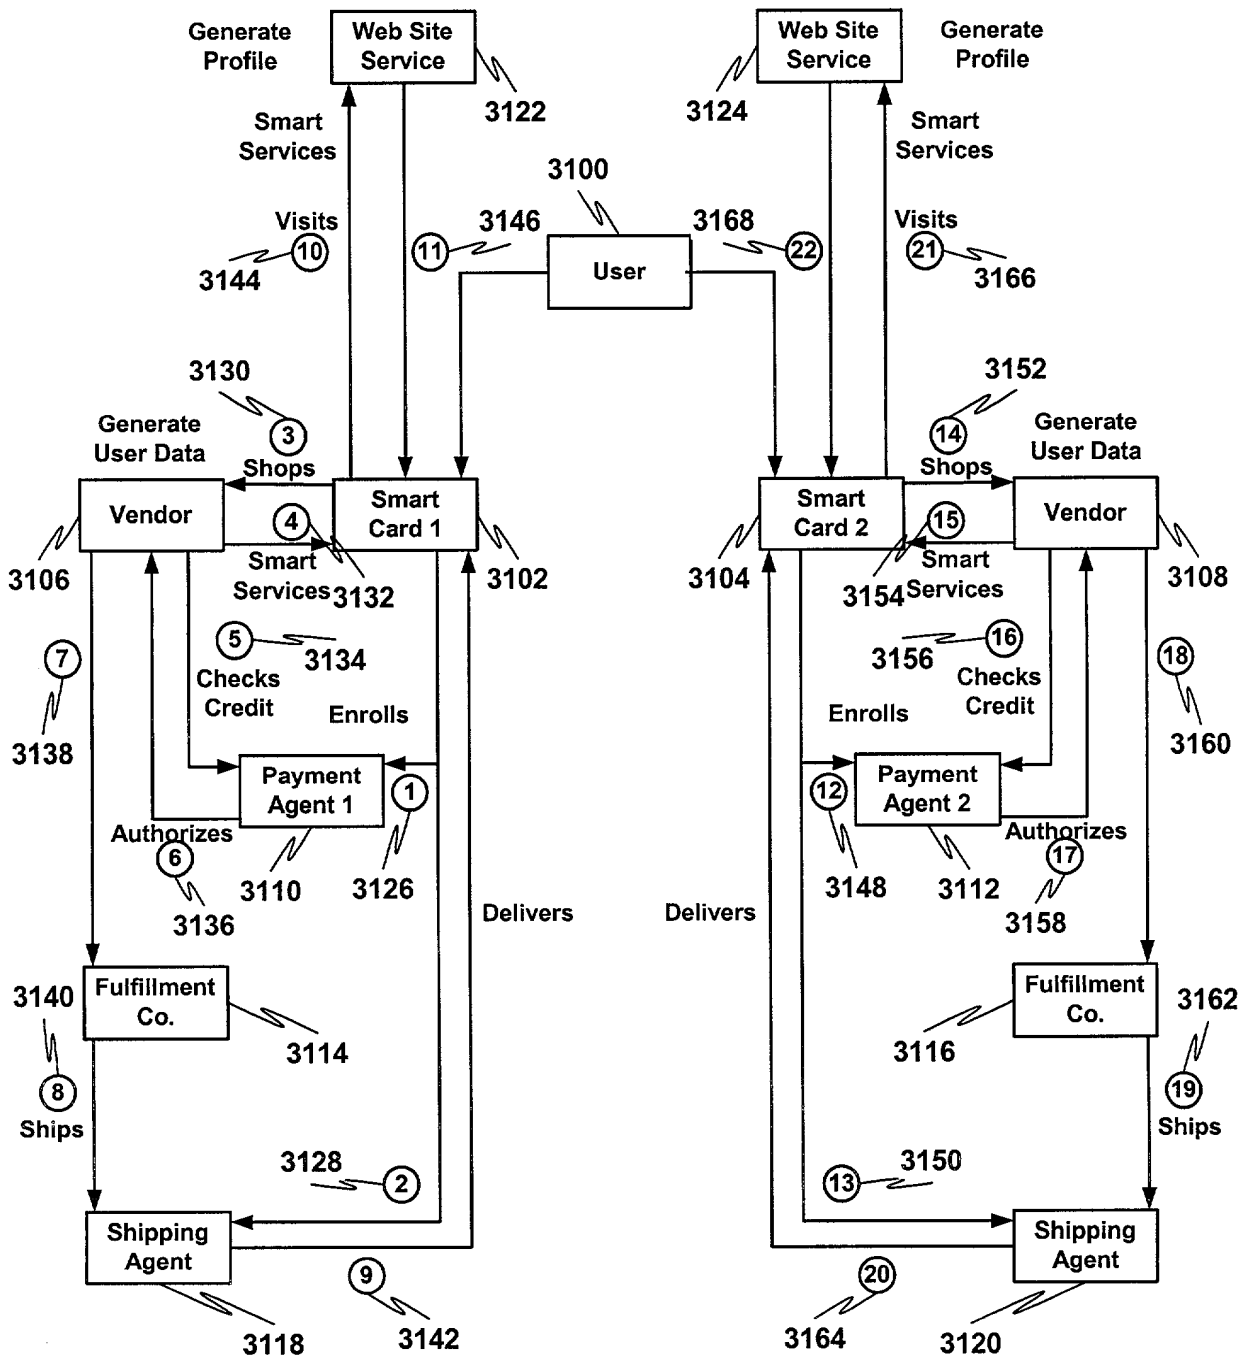 Generate
Profile
Web Site
Service
3122
Smart
Services
Visits
10
3144
11
3146
3100
User
Web Site
Service
Generate
Profile
3124
Smart
Services
3168
22
Visits
21
3166
3130
3
Generate
User Data
Shops
Vendor
4
Smart
Card 1
Smart
Services
3106
3132
3102
3152
14
Generate
User Data
Shops
Smart
Card 2
15
Vendor
Smart
Services
3104
3154
3108
7
3138
5
3134
Checks
Credit
Enrolls
Payment
Agent 1
1
Authorizes
6
3136
3110
3126
Delivers
3156
16
Checks
Credit
18
3160
Enrolls
12
Payment
Agent 2
Authorizes
17
3148
3112
3158
Delivers
3140
Fulfillment
Co.
3114
8
Ships
3128
2
Shipping
Agent
9
3118
3142
Fulfillment
Co.
3162
3116
19
Ships
13
3150
Shipping
Agent
20
3164
3120